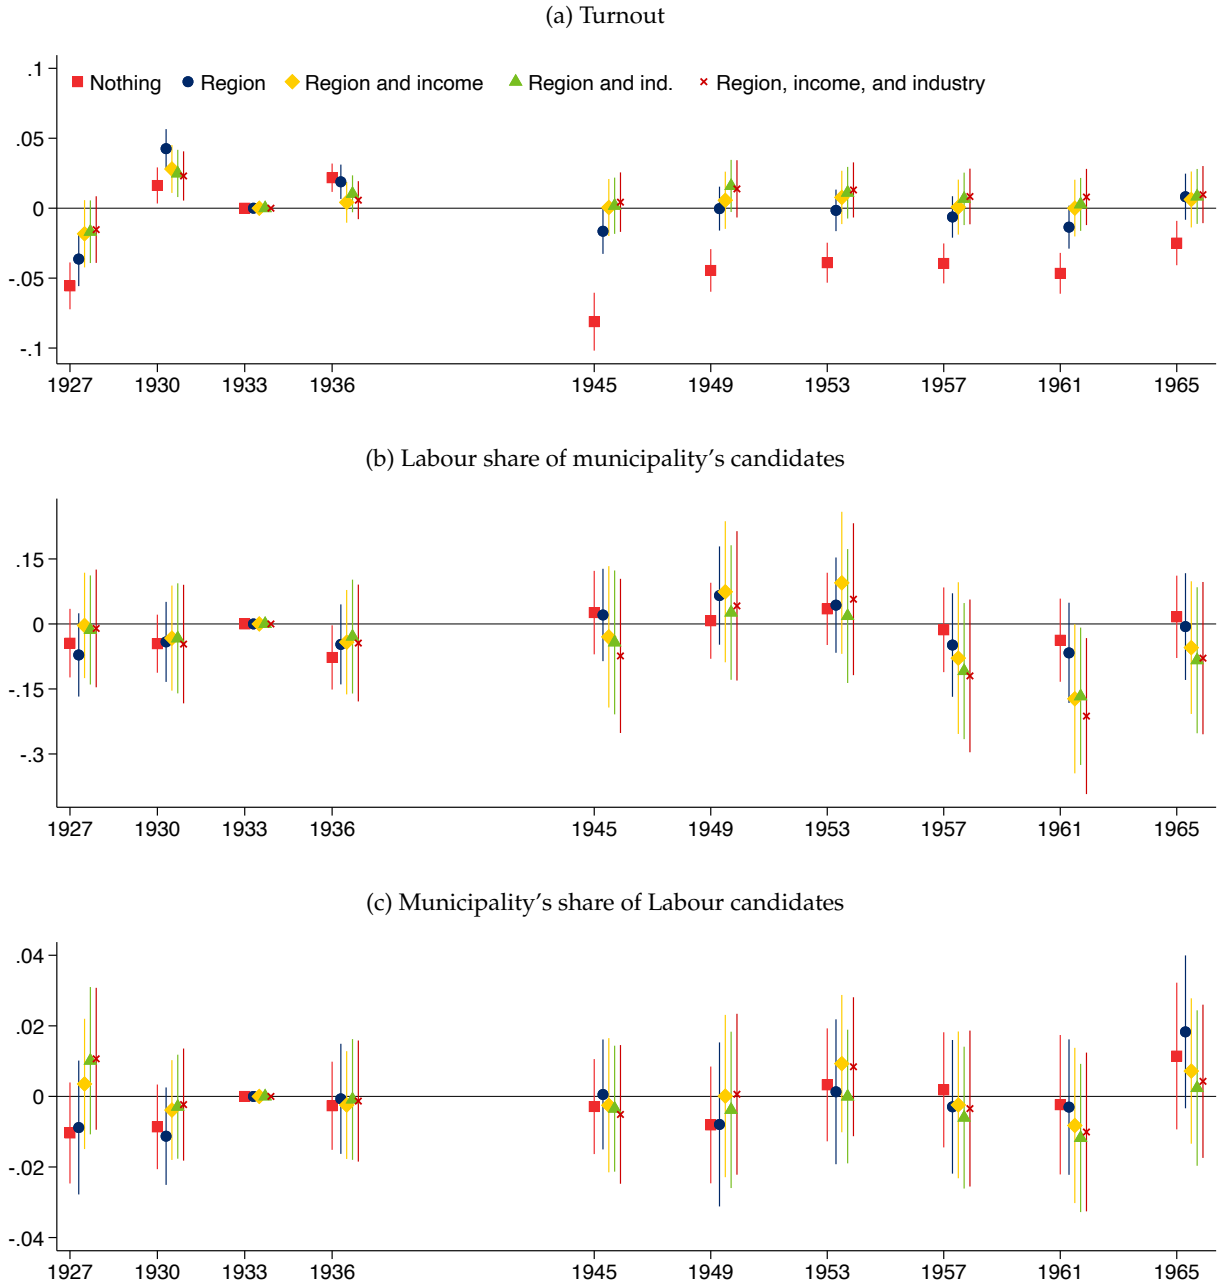 (a) Turnout
Nothing Region Region and income Region and ind. Region, income, and industry
.1
.05
0
-.05
-.1
1927 1930 1933 1936 1945 1949 1953 1957 1961 1965
(b) Labour share of municipality's candidates
.15
0
-.15
-.3
1927 1930 1933 1936 1945 1949 1953 1957 1961 1965
(c) Municipality's share of Labour candidates
.04
.02
0
-.02
-.04
1927 1930 1933 1936 1945 1949 1953 1957 1961 1965